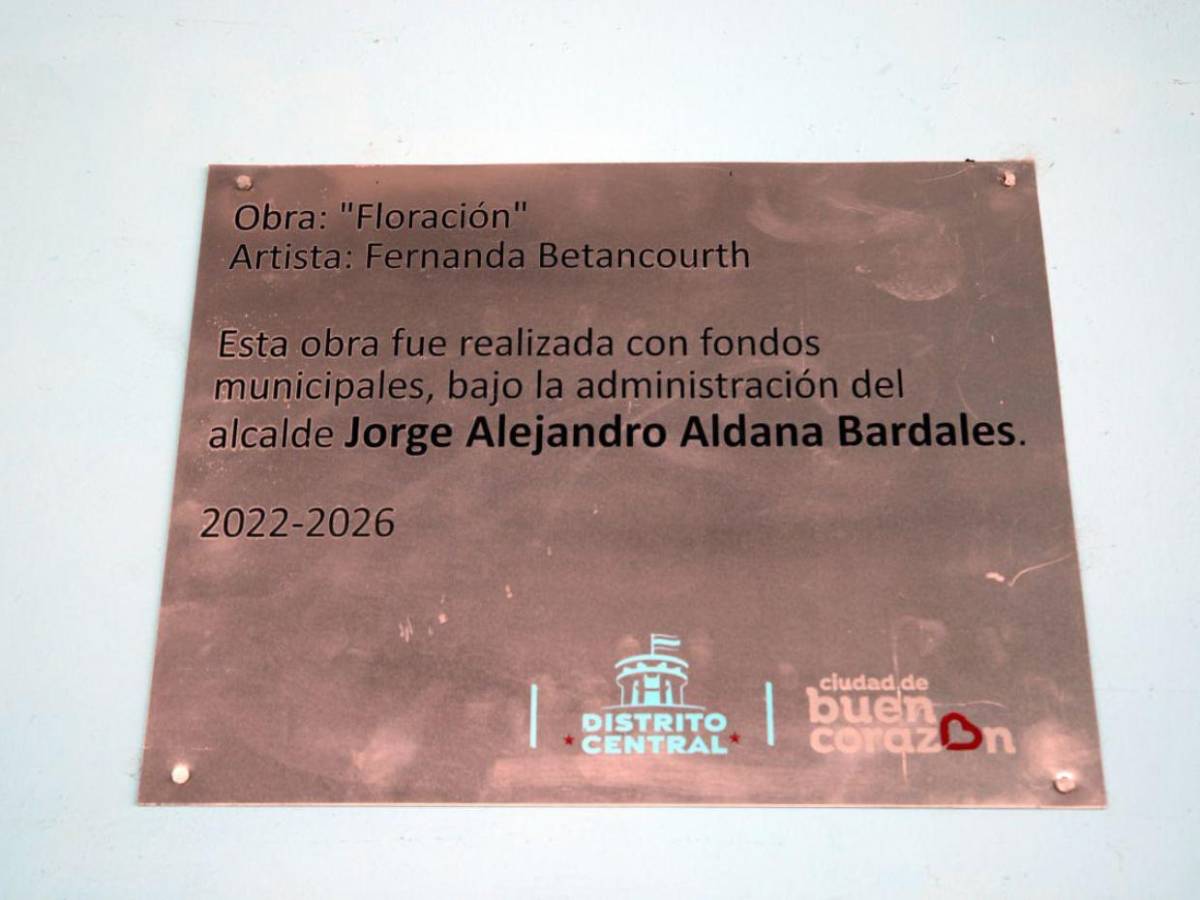 Obra: "Floración"
Artista: Fernanda Betancourth
Esta obra fue realizada con fondos
municipales, bajo la administración del
alcalde Jorge Alejandro Aldana Bardales.
2022-2026
DISTRITO
CENTRAL
ciudad de
buen
corazón